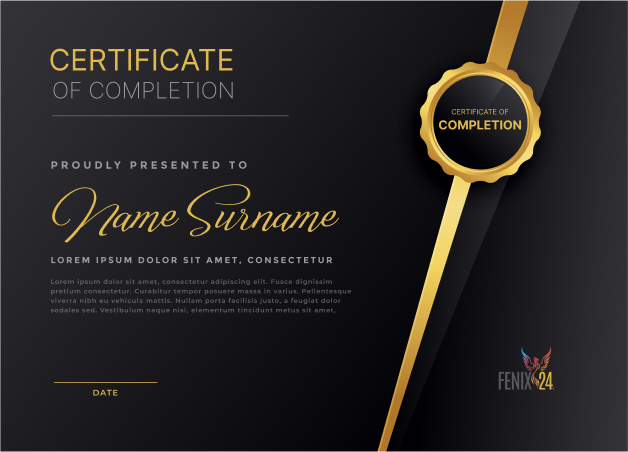 CERTIFICATE
OF COMPLETION
CERTIFICATE OF
COMPLETION
PROUDLY PRESENTED TO
Name Surname
LOREM IPSUM DOLOR SIT AMET, CONSECTETUR
Lorem ipsum dolor sit amet, consectetur adipiscing elit. Fusce dignissim
pretium consectetur. Curabitur tempor posuere massa in varius. Pellentesque
viverra nibh eu vehicula mattis. Nullam porta facilisis justo, a feugiat dolor
sodales sed. Vestibulum neque nisi, elementum tincidunt metus sit amet,
FENIX 24
DATE